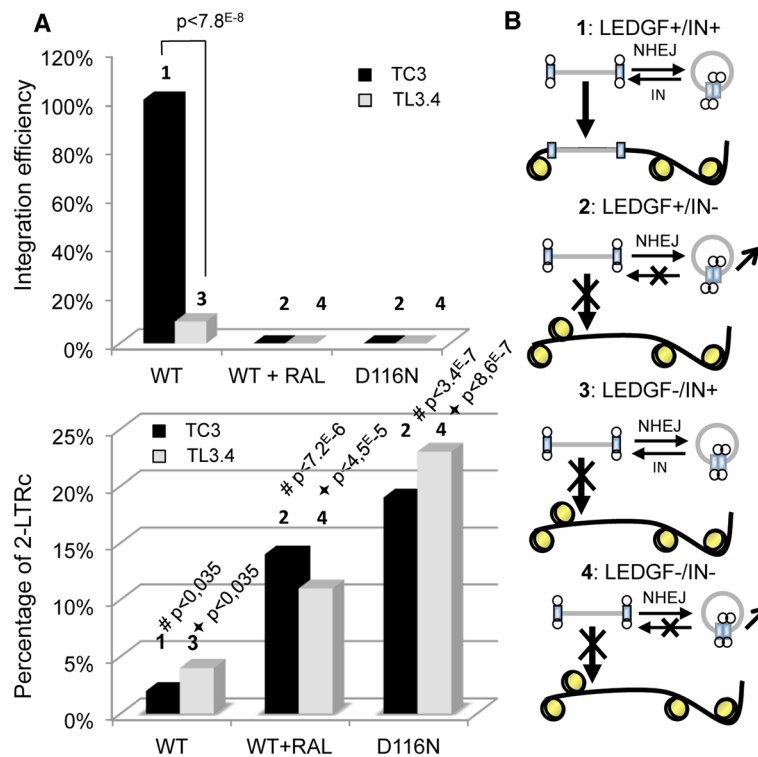 A
p<7.8E-8
120%
100%
80%
60%
40%
20%
0%
Integration efficiency
1
3
2 4
2 4
TC3
TL3.4
WT WT + RAL D116N
25%
20%
15%
10%
5%
0%
Percentage of 2-LTRc
TC3
TL3.4
# p<0,035
✦ p<0,035
1 3
# p<7.2E-6
✦ p<4,5E-5
2 4
# p<3.4E-7
✦ p<8,6E-7
2 4
WT WT+RAL D116N
B
1: LEDGF+/IN+
NHEJ
IN
2: LEDGF+/IN-
NHEJ
3: LEDGF-/IN+
NHEJ
IN
4: LEDGF-/IN-
NHEJ